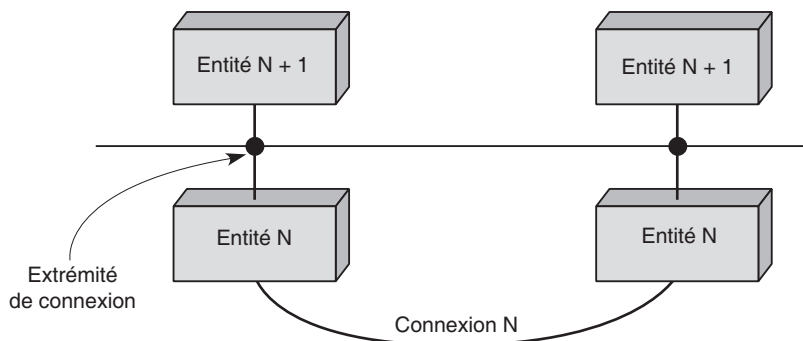 Entité N + 1
Entité N + 1
Entité N
Entité N
Extrémité
de connexion
Connexion N